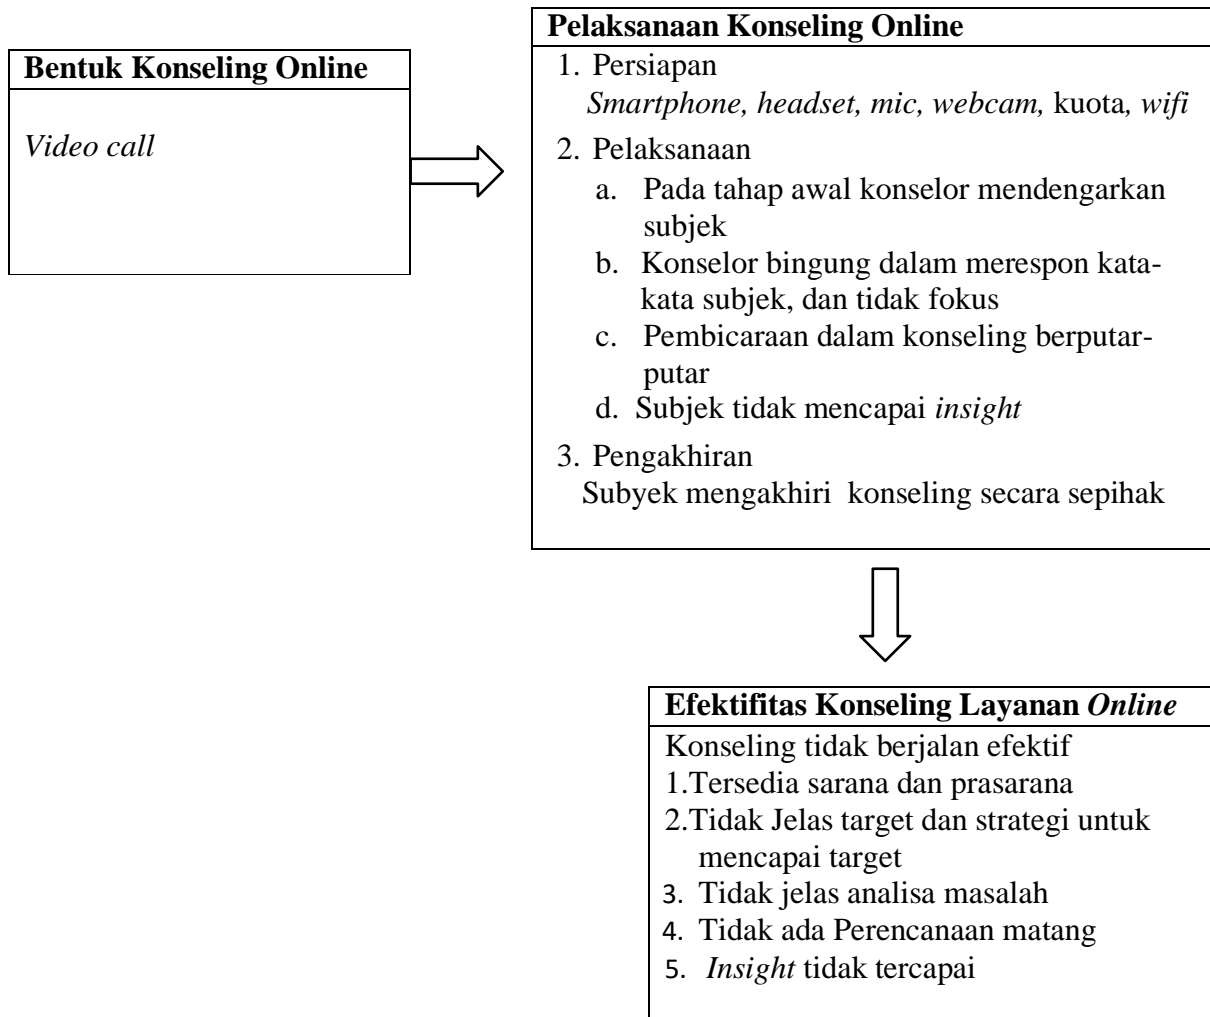 Bentuk Konseling Online
Video call
Pelaksanaan Konseling Online
1. Persiapan
Smartphone, headset, mic, webcam, kuota, wifi
2. Pelaksanaan
a. Pada tahap awal konselor mendengarkan
subjek
b. Konselor bingung dalam merespon kata-
kata subjek, dan tidak fokus
c. Pembicaraan dalam konseling berputar-
putar
d. Subjek tidak mencapai insight
3. Pengakhiran
Subyek mengakhiri konseling secara sepihak
Efektifitas Konseling Layanan Online
Konseling tidak berjalan efektif
1.Tersedia sarana dan prasarana
2.Tidak Jelas target dan strategi untuk
mencapai target
3. Tidak jelas analisa masalah
4. Tidak ada Perencanaan matang
5. Insight tidak tercapai